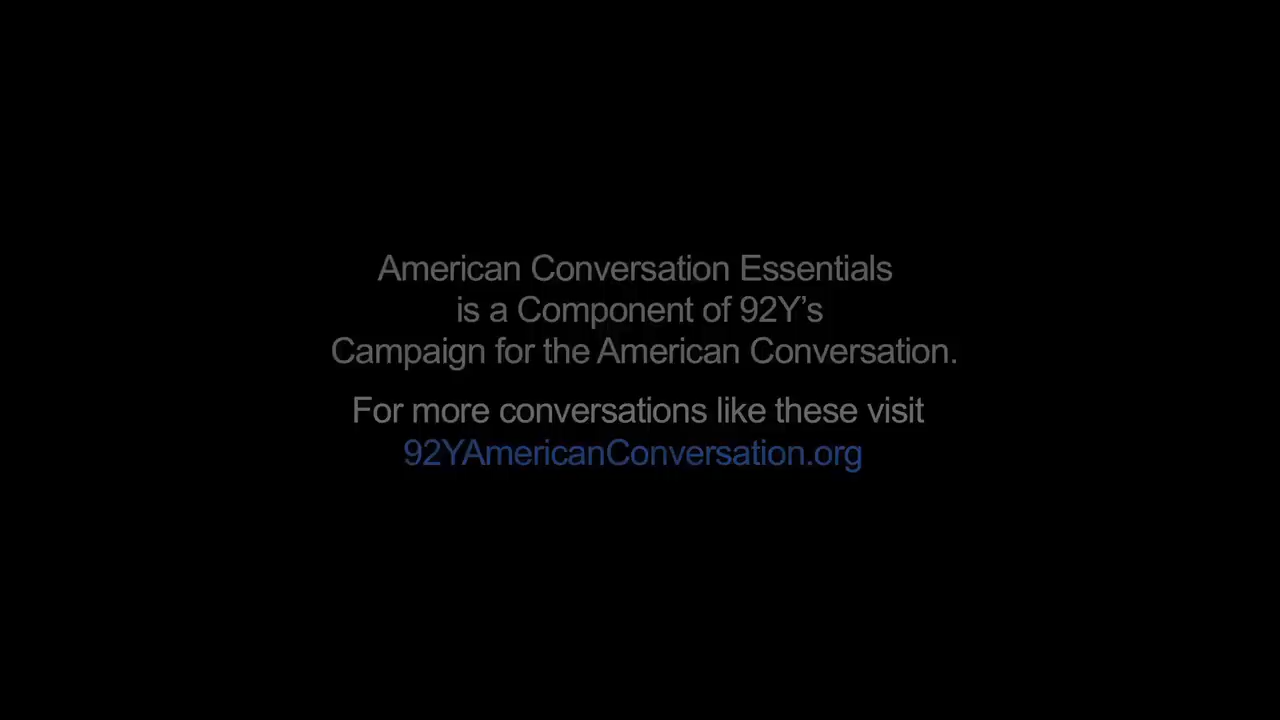 American Conversation Essentials
is a Component of 92Y’s
Campaign for the American Conversation.
For more conversations like these visit
92YAmericanConversation.org